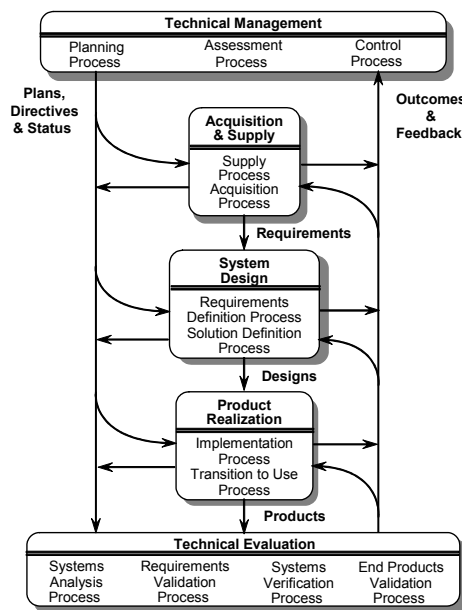 Technical Management
Planning Process
Assessment Process
Control Process
Plans,
Directives
& Status
Outcomes
&
Feedback
Acquisition
& Supply
Supply
Process
Acquisition
Process
Requirements
System
Design
Requirements
Definition Process
Solution Definition
Process
Designs
Product
Realization
Implementation
Process
Transition to Use
Process
Products
Technical Evaluation
Systems
Analysis
Process
Requirements
Validation
Process
Systems
Verification
Process
End Products
Validation
Process